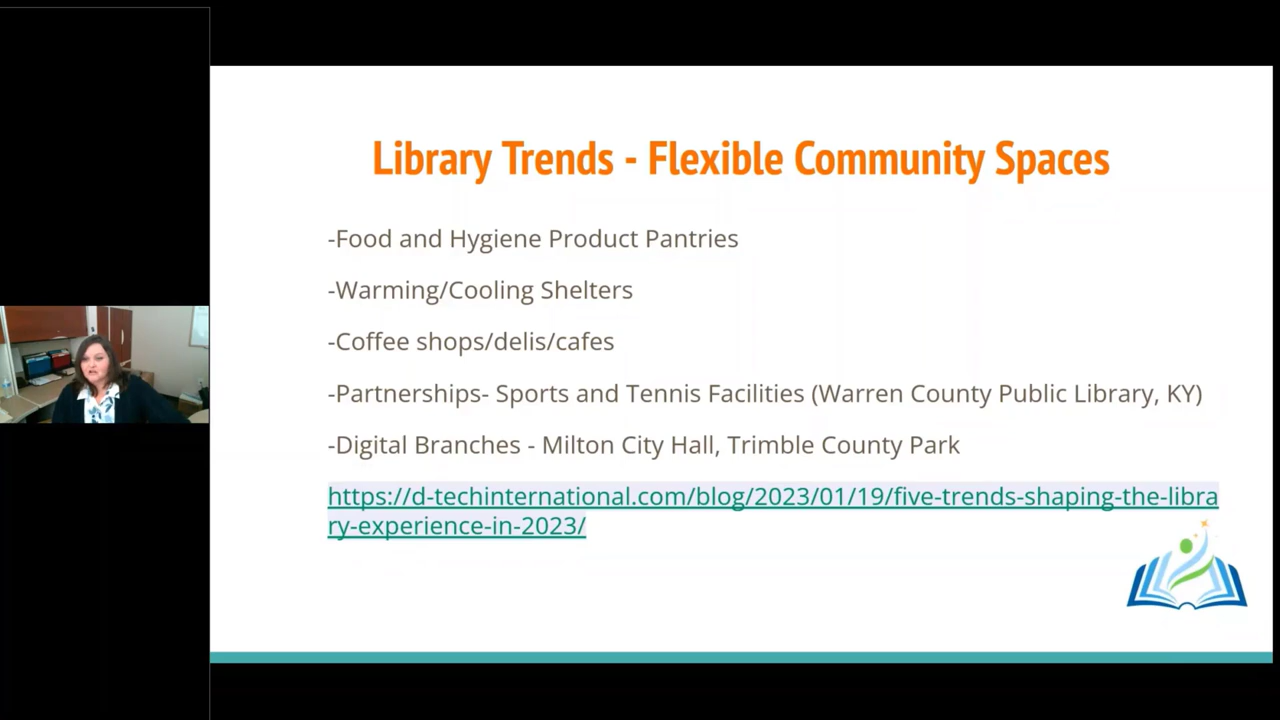 Library Trends - Flexible Community Spaces
-Food and Hygiene Product Pantries
-Warming/Cooling Shelters
-Coffee shops/delis/cafes
-Partnerships- Sports and Tennis Facilities (Warren County Public Library, KY)
-Digital Branches - Milton City Hall, Trimble County Park
https://d-techinternational.com/blog/2023/01/19/five-trends-shaping-the-libra
ry-experience-in-2023/